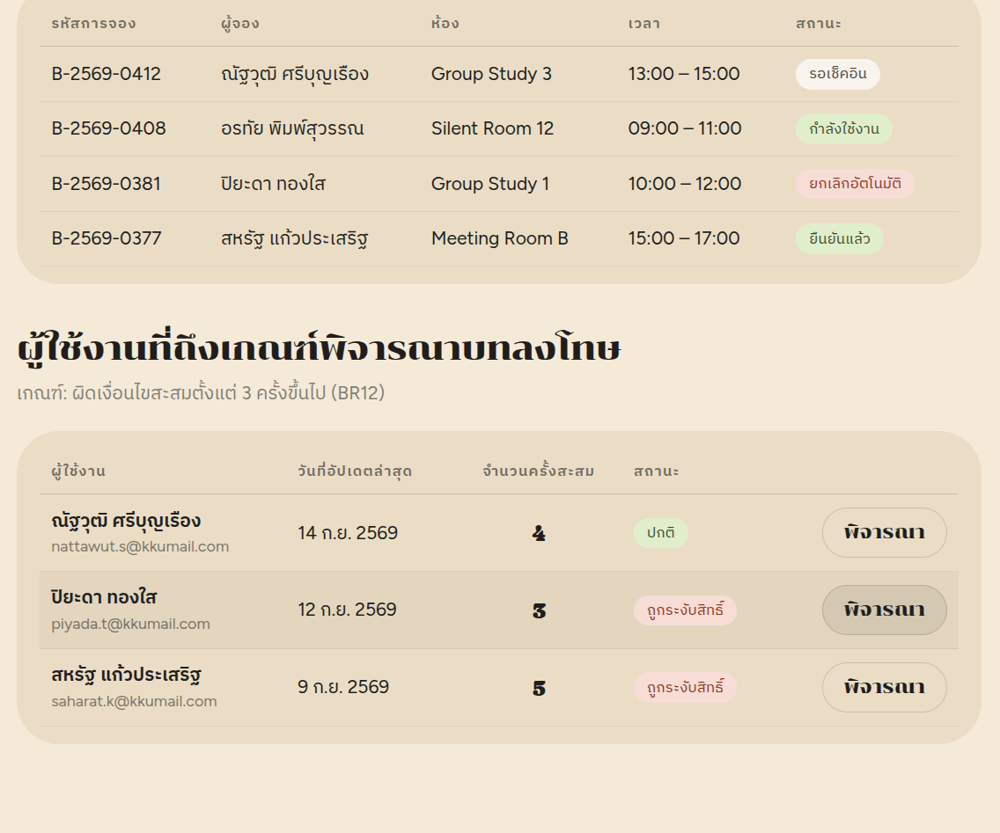 รหัสการจอง ผู้จอง ห้อง เวลา สถานะ
B-2569-0412 ณัฐวุฒิ ศรีบุญเรือง Group Study 3 13:00 – 15:00 รอเช็คอิน
B-2569-0408 อรทัย พิมพ์สุวรรณ Silent Room 12 09:00 – 11:00 กำลังใช้งาน
B-2569-0381 ปิยะดา ทองใส Group Study 1 10:00 – 12:00 ยกเลิกอัตโนมัติ
B-2569-0377 สหรัฐ แก้วประเสริฐ Meeting Room B 15:00 – 17:00 ยืนยันแล้ว
ผู้ใช้งานที่ถึงเกณฑ์พิจารณาบทลงโทษ
เกณฑ์: ผิดเงื่อนไขสะสมตั้งแต่ 3 ครั้งขึ้นไป (BR12)
ผู้ใช้งาน วันที่อัปเดตล่าสุด จำนวนครั้งสะสม สถานะ
ณัฐวุฒิ ศรีบุญเรือง
nattawut.s@kkumail.com
14 ก.ย. 2569 4 ปกติ พิจารณา
ปิยะดา ทองใส
piyada.t@kkumail.com
12 ก.ย. 2569 3 ถูกระงับสิทธิ์ พิจารณา
สหรัฐ แก้วประเสริฐ
saharat.k@kkumail.com
9 ก.ย. 2569 5 ถูกระงับสิทธิ์ พิจารณา